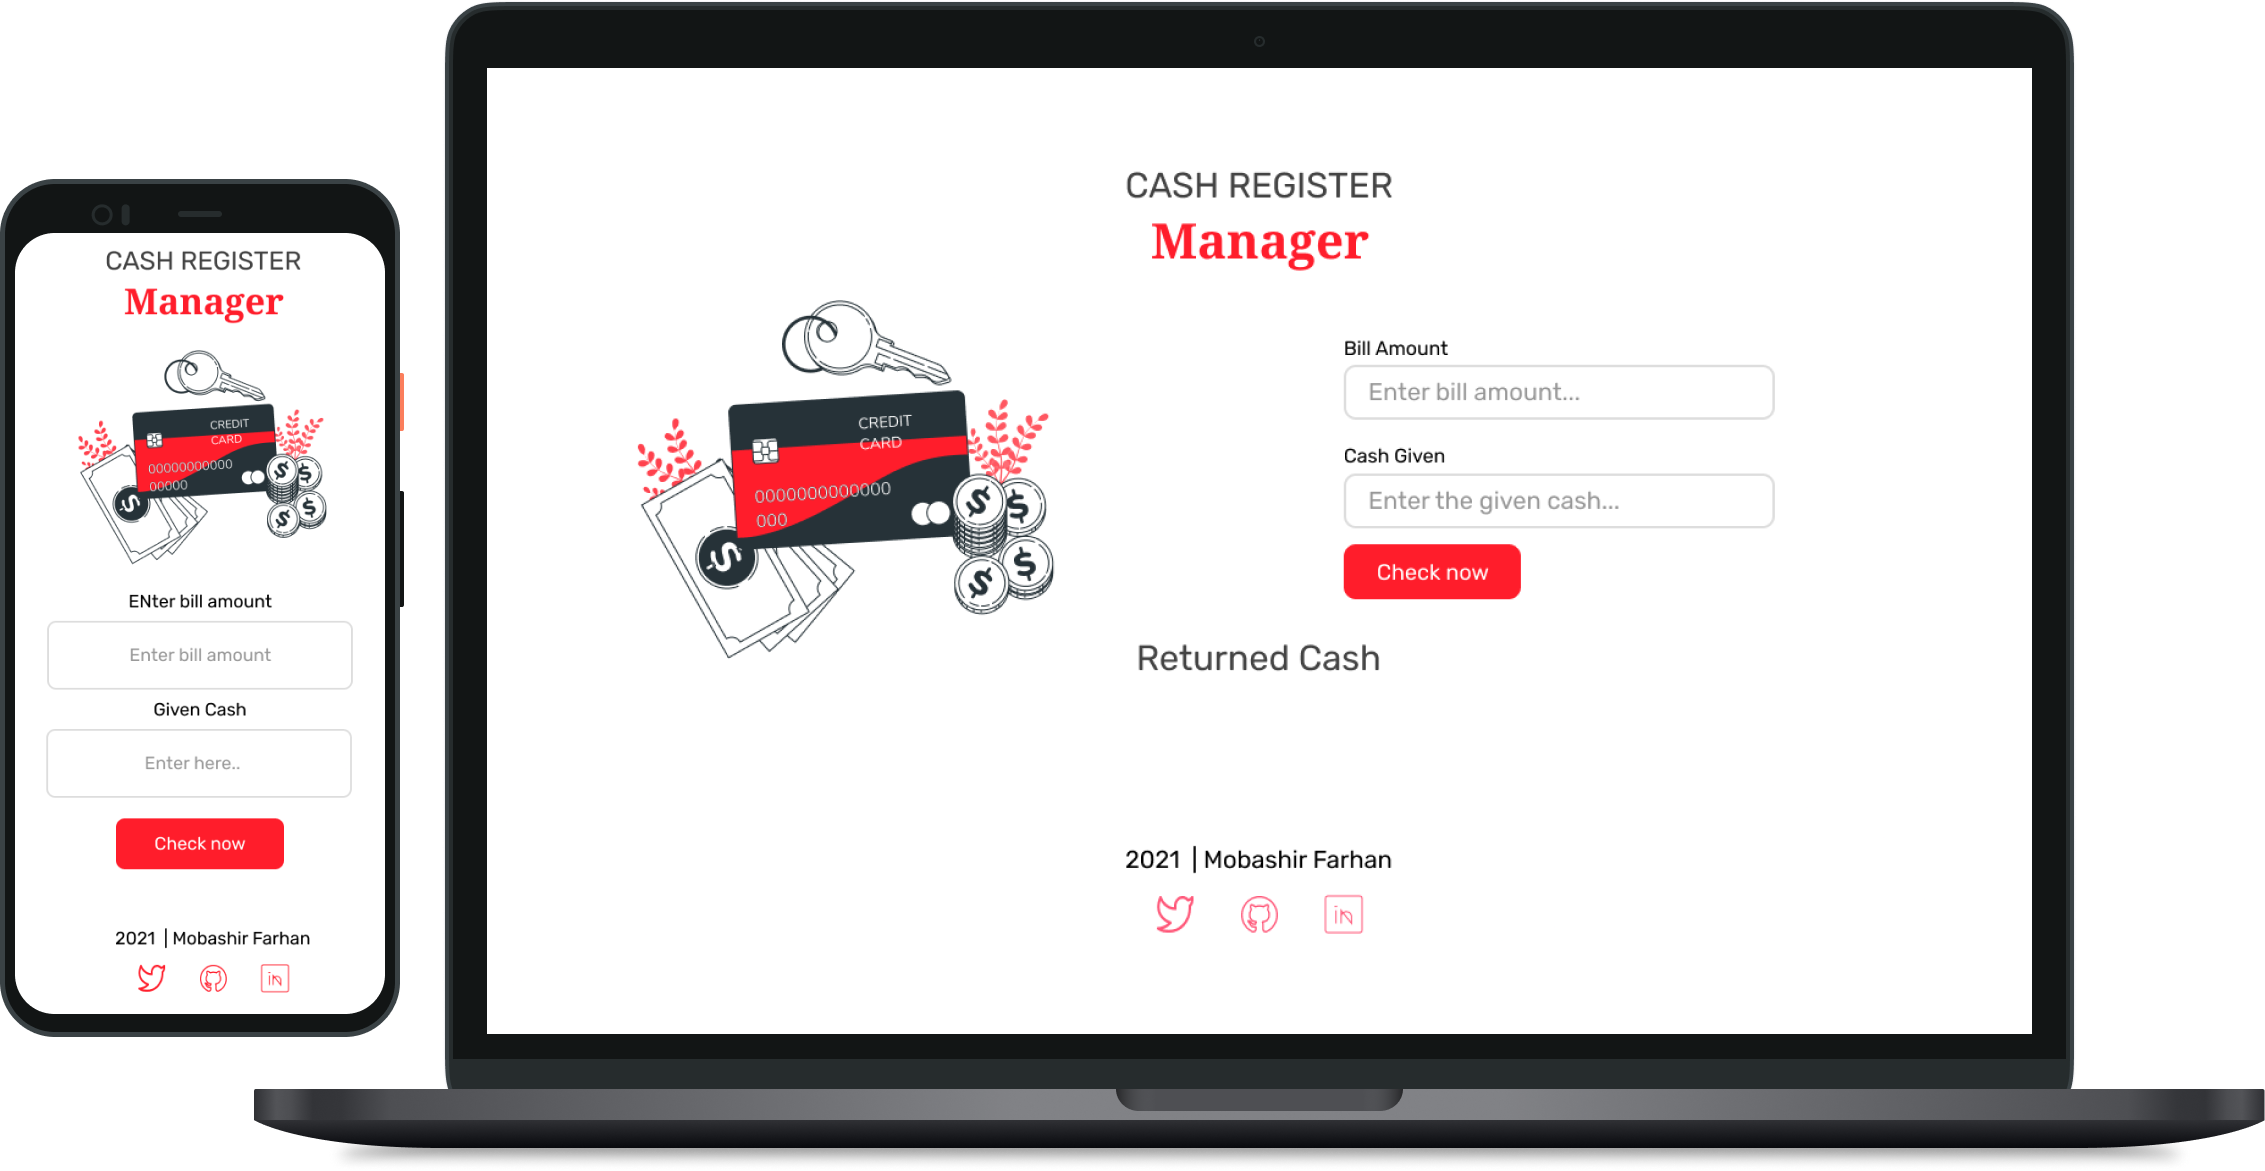 CASH REGISTER
Manager
CREDIT
CARD
00000000000
00000
$
$
$
$
$
ENter bill amount
Enter bill amount
Given Cash
Enter here..
Check now
2021 | Mobashir Farhan
in
CASH REGISTER
Manager
CREDIT
CARD
0000000000000
000
$
$
$
$
$
Bill Amount
Enter bill amount...
Cash Given
Enter the given cash...
Check now
Returned Cash
2021 | Mobashir Farhan
in